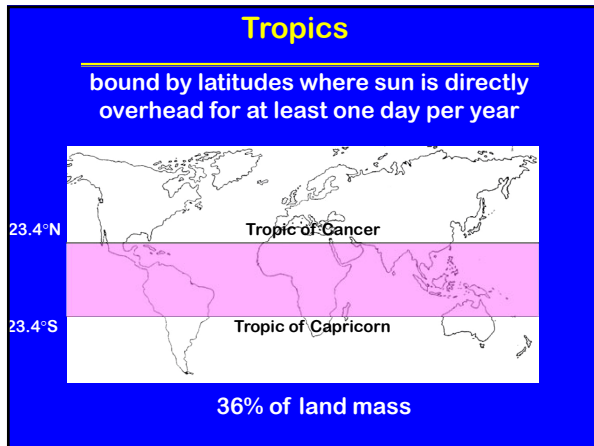 Tropics
bound by latitudes where sun is directly
overhead for at least one day per year
23.4°N
Tropic of Cancer
23.4°S
Tropic of Capricorn
36% of land mass